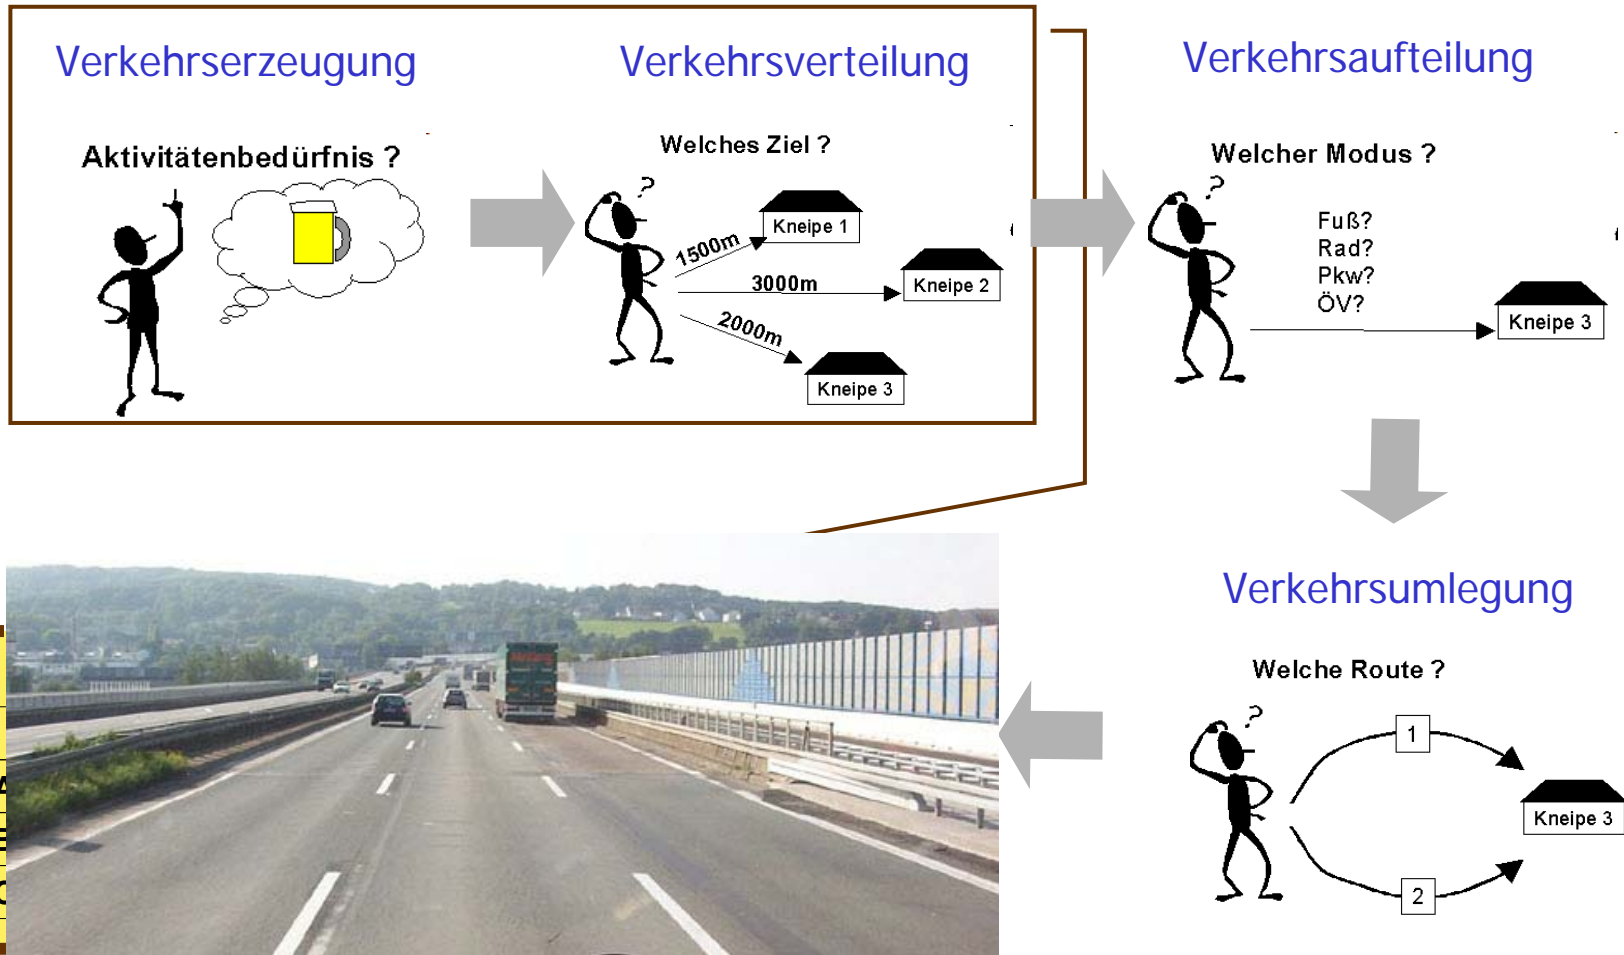 Verkehrserzeugung
Aktivitätenbedürfnis ?
Verkehrsverteilung
Welches Ziel ?
1500m
Kneipe 1
3000m
Kneipe 2
2000m
Kneipe 3
Verkehrsaufteilung
Welcher Modus ?
?
Fuß?
Rad?
Pkw?
ÖV?
Kneipe 3
?
Verkehrsumlegung
Welche Route ?
?
1
Kneipe 3
2